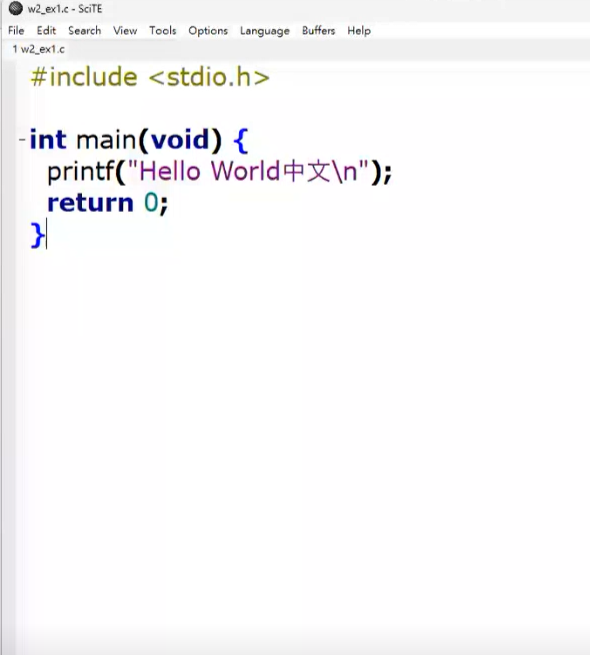 w2_ex1.c - SciTE
File Edit Search View Tools Options Language Buffers Help
1 w2_ex1.c
#include <stdio.h>
int main(void) {
printf("Hello World中文\n");
return 0;
}